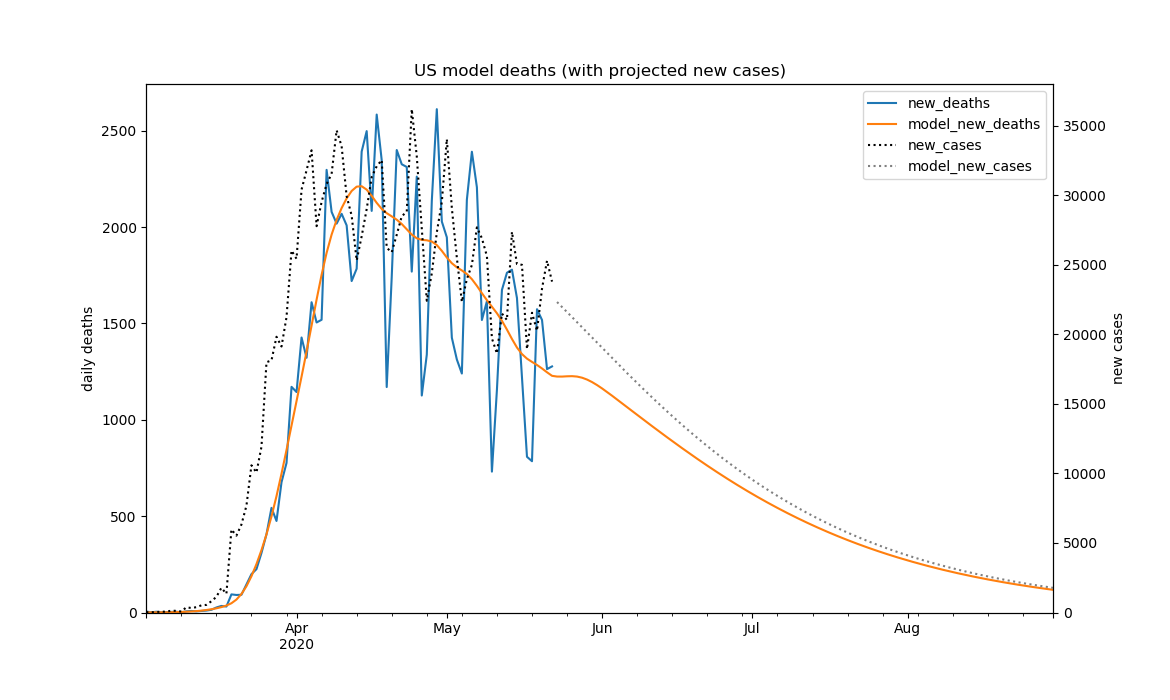 US model deaths (with projected new cases)
new_deaths
model_new_deaths
new_cases
model_new_cases
daily deaths
2500
2000
1500
1000
500
0
new cases
35000
30000
25000
20000
15000
10000
5000
0
Apr
2020
May
Jun
Jul
Aug